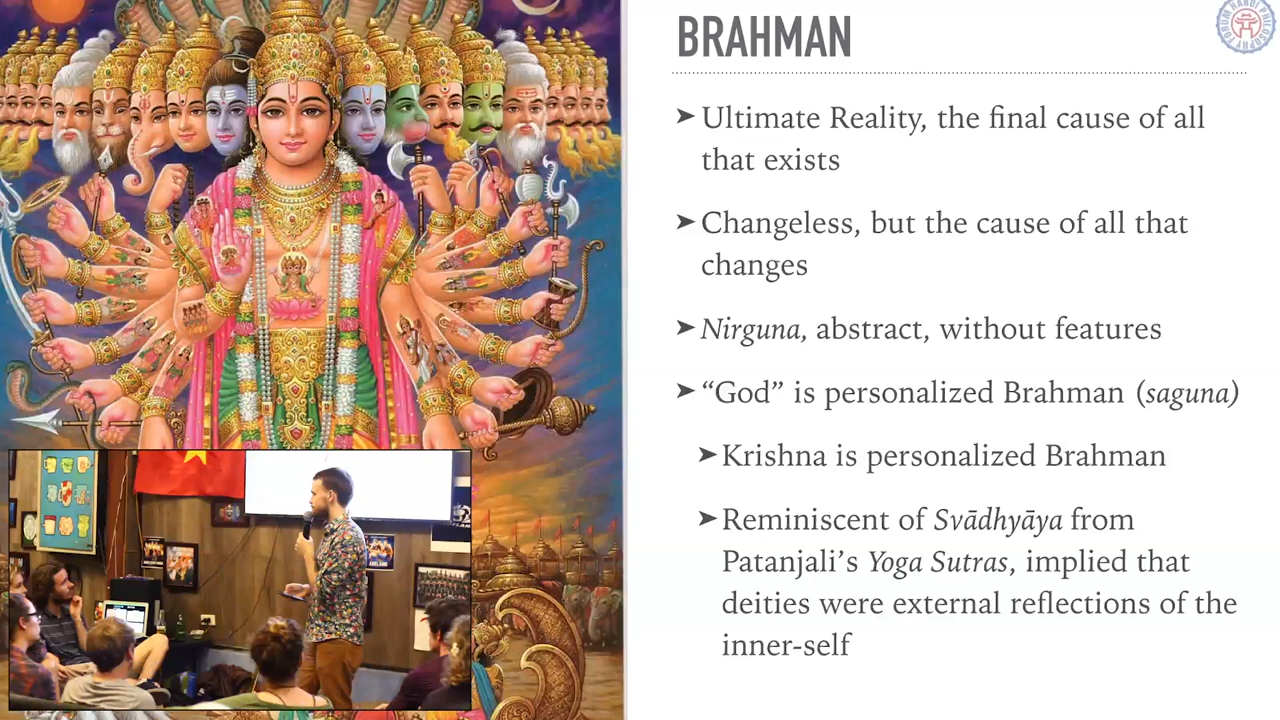 BRAHMAN
➤ Ultimate Reality, the final cause of all
that exists
➤ Changeless, but the cause of all that
changes
➤ Nirguna, abstract, without features
➤ “God” is personalized Brahman (saguna)
➤ Krishna is personalized Brahman
➤ Reminiscent of Svādhyāya from
Patanjali’s Yoga Sutras, implied that
deities were external reflections of the
inner-self